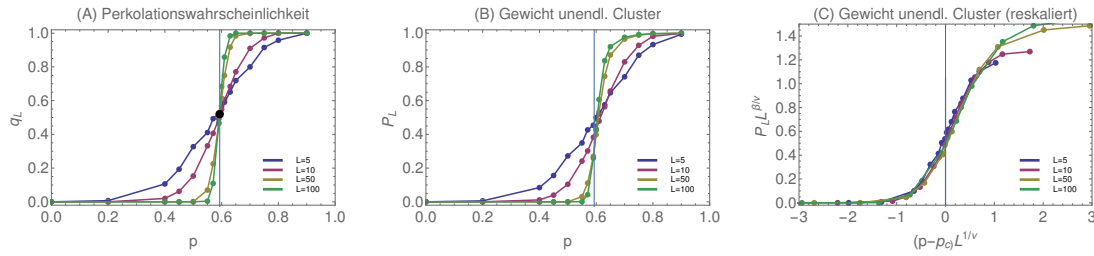 (A) Perkolationswahrscheinlichkeit
q_L
1.0
0.8
0.6
0.4
0.2
0.0
0.0 0.2 0.4 0.6 0.8 1.0
p
L=5
L=10
L=50
L=100
(B) Gewicht unendl. Cluster
P_L
1.0
0.8
0.6
0.4
0.2
0.0
0.0 0.2 0.4 0.6 0.8 1.0
p
L=5
L=10
L=50
L=100
(C) Gewicht unendl. Cluster (reskaliert)
P_L L^{β/ν}
1.4
1.2
1.0
0.8
0.6
0.4
0.2
0.0
-3 -2 -1 0 1 2 3
(p-p_c)L^{1/ν}
L=5
L=10
L=50
L=100